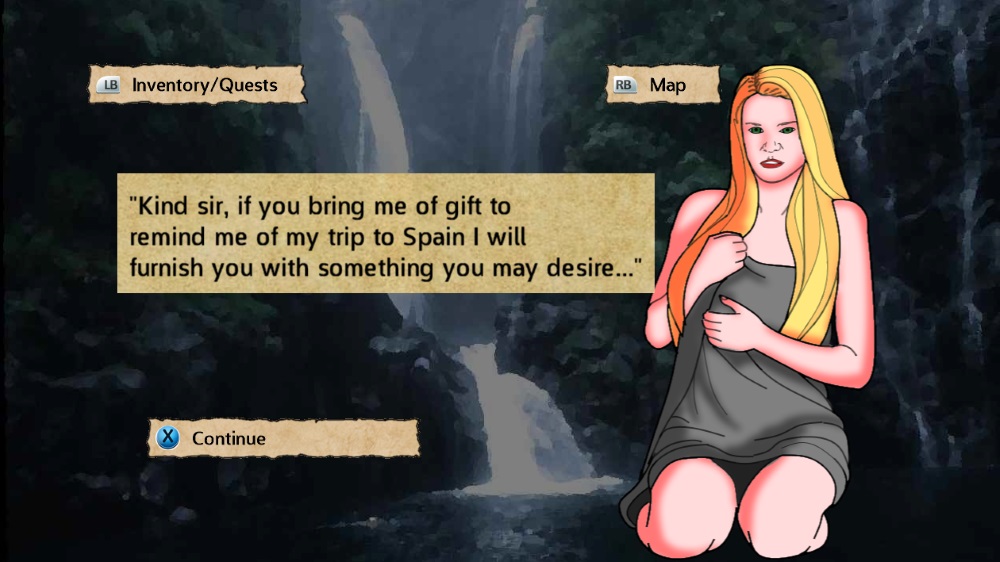 LB Inventory/Quests
RB Map
"Kind sir, if you bring me of gift to
remind me of my trip to Spain I will
furnish you with something you may desire..."
X Continue